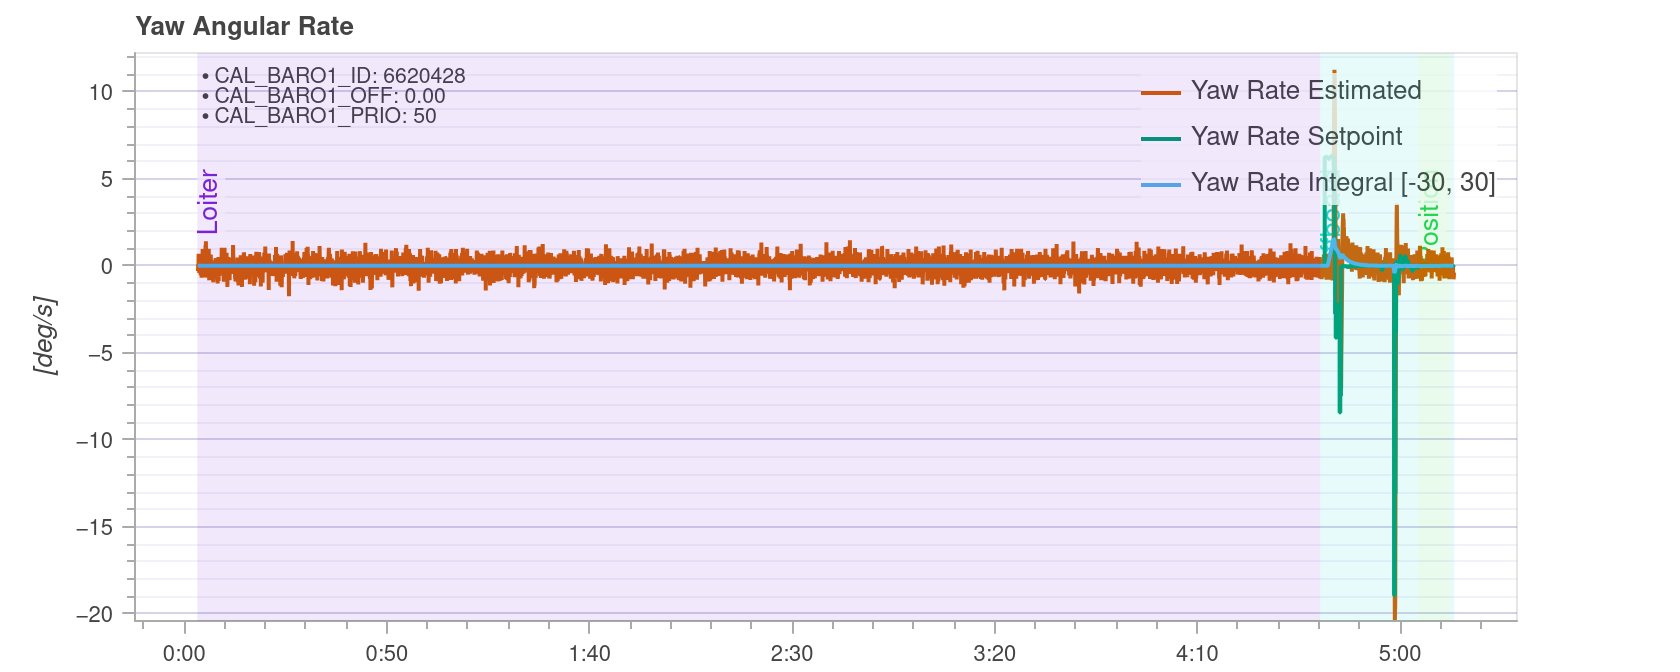 Yaw Angular Rate
• CAL_BARO1_ID: 6620428
• CAL_BARO1_OFF: 0.00
• CAL_BARO1_PRIO: 50
Yaw Rate Estimated
Yaw Rate Setpoint
Yaw Rate Integral [-30, 30]
Loiter
[deg/s]
10
5
0
−5
−10
−15
−20
0:00
0:50
1:40
2:30
3:20
4:10
5:00